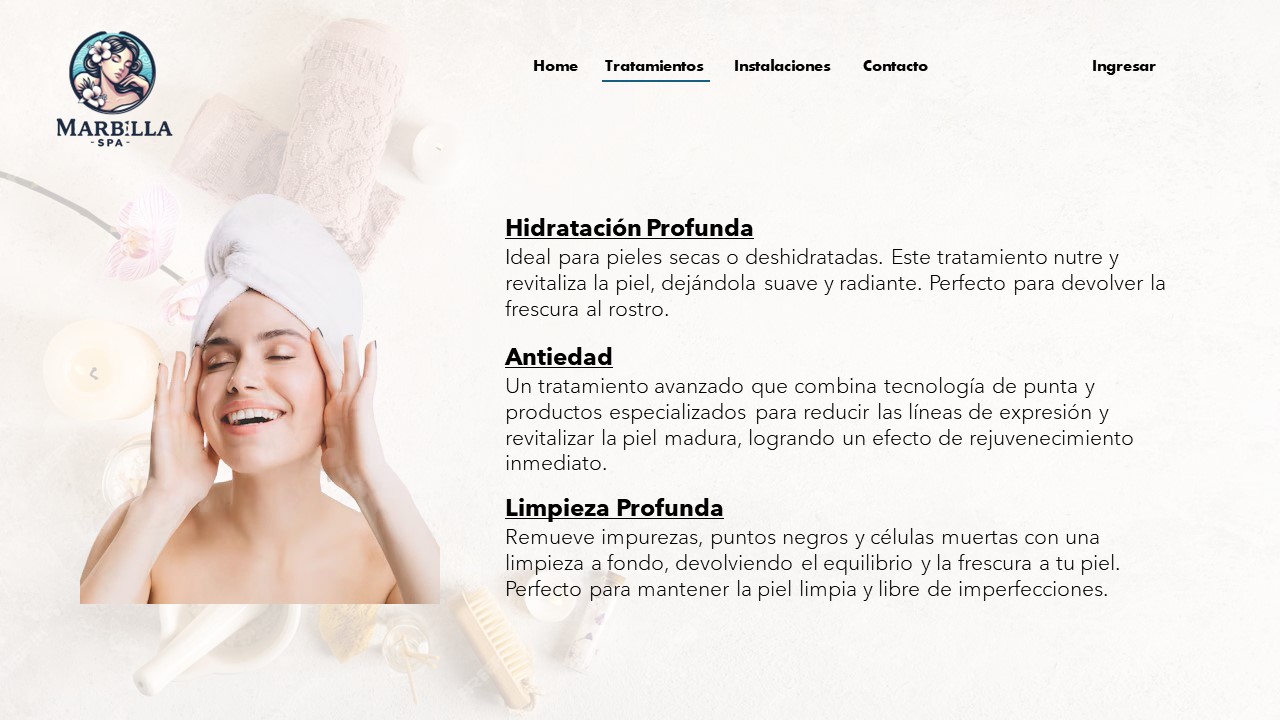 MARBILLA
-SPA-
Home Tratamientos Instalaciones Contacto Ingresar
Hidratación Profunda
Ideal para pieles secas o deshidratadas. Este tratamiento nutre y
revitaliza la piel, dejándola suave y radiante. Perfecto para devolver la
frescura al rostro.
Antiedad
Un tratamiento avanzado que combina tecnología de punta y
productos especializados para reducir las líneas de expresión y
revitalizar la piel madura, logrando un efecto de rejuvenecimiento
inmediato.
Limpieza Profunda
Remueve impurezas, puntos negros y células muertas con una
limpieza a fondo, devolviendo el equilibrio y la frescura a tu piel.
Perfecto para mantener la piel limpia y libre de imperfecciones.